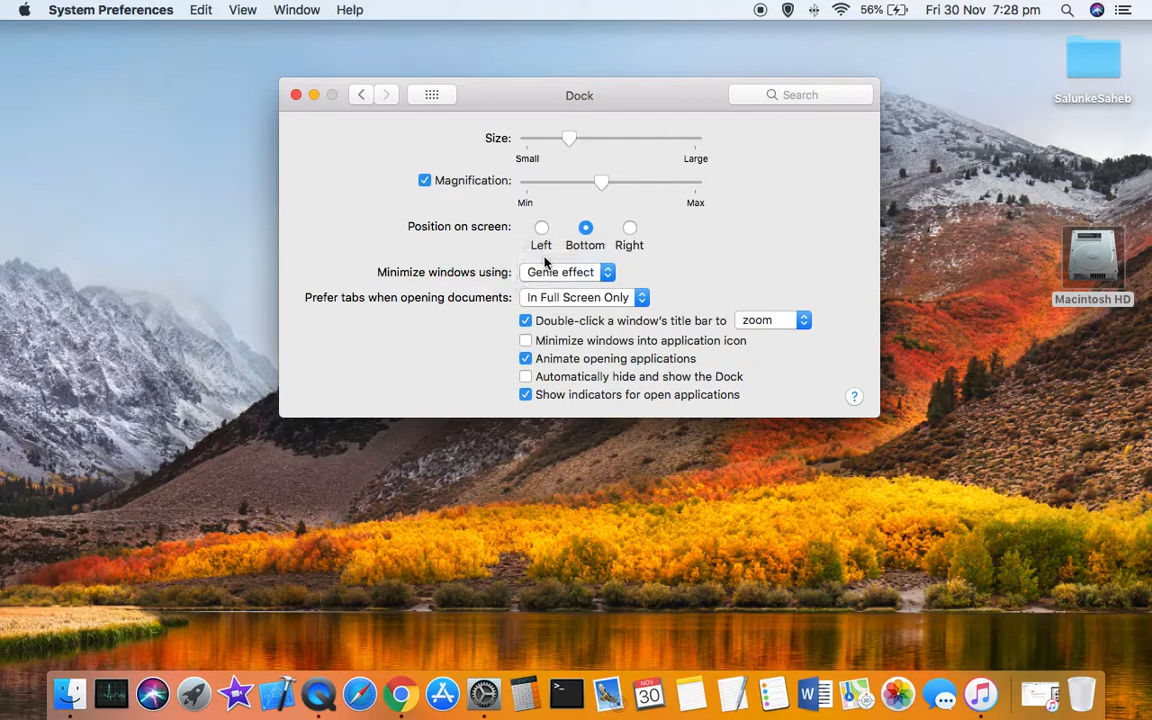 System Preferences Edit View Window Help 56% Fri 30 Nov 7:28 pm
SalunkeSaheb
Dock
Search
Size:
Small Large
Magnification:
Min Max
Position on screen:
Left Bottom Right
Minimize windows using: Genie effect
Prefer tabs when opening documents: In Full Screen Only
Double-click a window's title bar to zoom
Minimize windows into application icon
Animate opening applications
Automatically hide and show the Dock
Show indicators for open applications
?
Macintosh HD
NOV
30
W